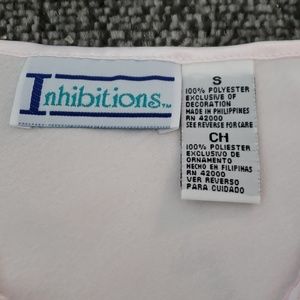 Inhibitions™
S
100% POLYESTER
EXCLUSIVE OF
DECORATION
MADE IN PHILIPPINES
RN 42000
SEE REVERSE FOR CARE
CH
100% POLIESTER
EXCLUSIVO DE
ORNAMENTO
HECHO EN FILIPINAS
RN 42000
VER REVERSO
PARA CUIDADO